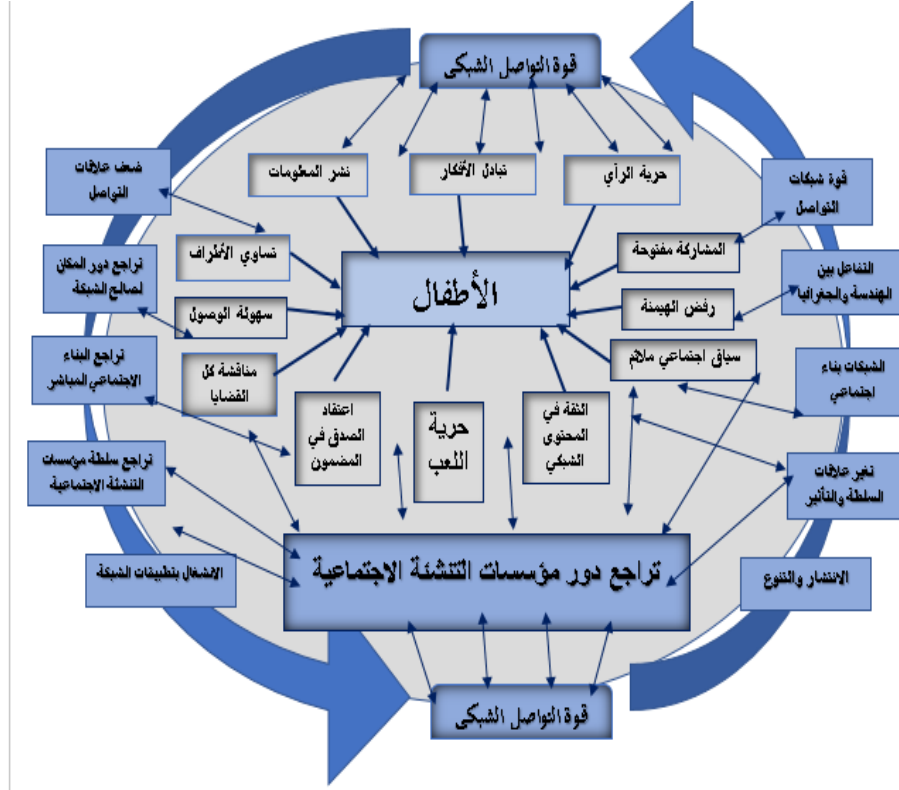 قوة التواصل الشبكى
حرية الرآي
تبادل الأفكار
نشر المعلومات
قوة شبكات
التواصل
ضعف علاقات
التواصل
المشاركة مفتوحة
الأطفال
تساوي الأطراف
التفاعل بين
الهندسة والجغرافيا
تراجع دور المكان
لصالح الشبكة
رفض الهيمنة
سهولة الوصول
سياق اجتماعي ملائم
الشبكات بناء
اجتماعي
تراجع البناء
الاجتماعي المباشر
مناقشة كل
القضايا
الثقة في
المحتوى
الشبكي
حرية
اللعب
اعتقاد
الصدق في
المضمون
تغير علاقات
السلطة والتأثير
تراجع سلطة مؤسسات
التنشئة الاجتماعية
تراجع دور مؤسسات التنشئة الاجتماعية
الانتشار والتنوع
الانشغال بتطبيقات الشبكة
قوة التواصل الشبكى